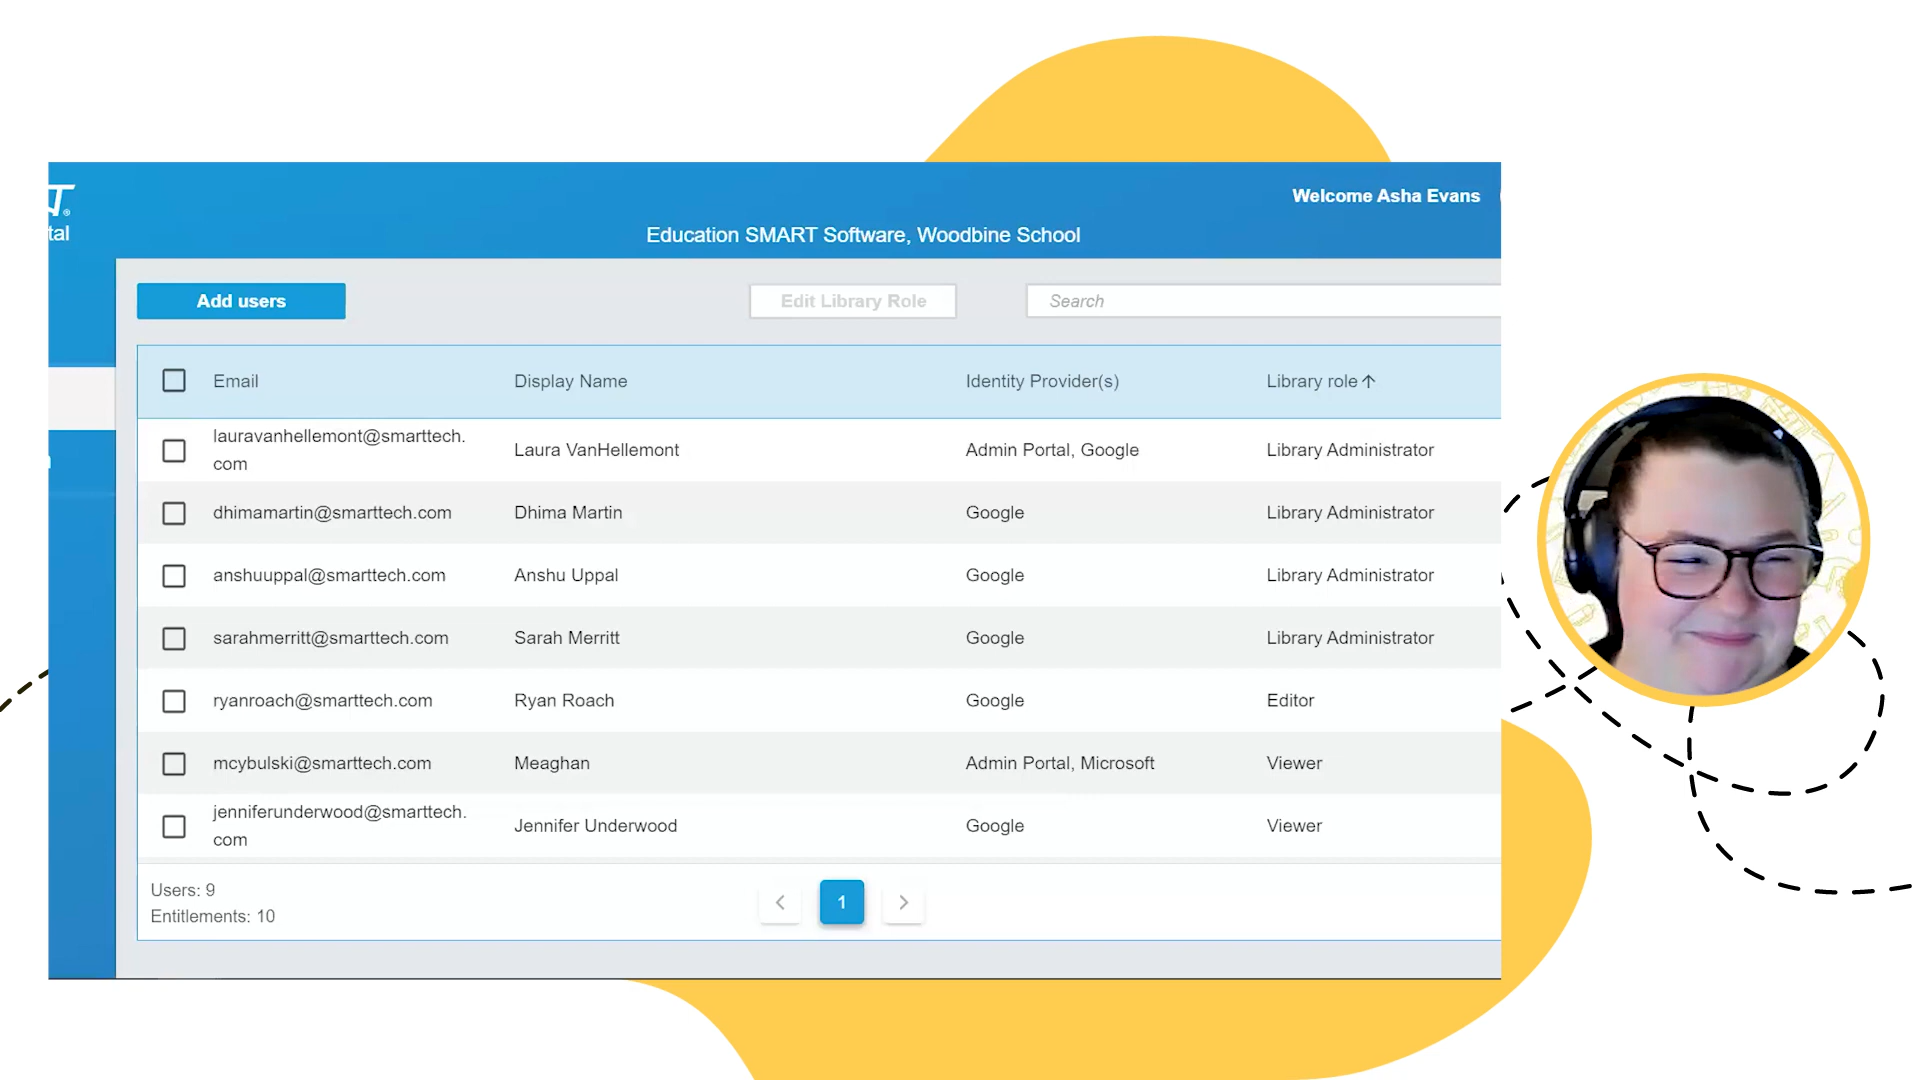 T®
tal
Welcome Asha Evans
Education SMART Software, Woodbine School
Add users
Edit Library Role
Search
Email Display Name Identity Provider(s) Library role
lauravanhellemont@smarttech.
com
Laura VanHellemont Admin Portal, Google Library Administrator
dhimamartin@smarttech.com Dhima Martin Google Library Administrator
anshuuppal@smarttech.com Anshu Uppal Google Library Administrator
sarahmerritt@smarttech.com Sarah Merritt Google Library Administrator
ryanroach@smarttech.com Ryan Roach Google Editor
mcybulski@smarttech.com Meaghan Admin Portal, Microsoft Viewer
jenniferunderwood@smarttech.
com
Jennifer Underwood Google Viewer
Users: 9
Entitlements: 10
1